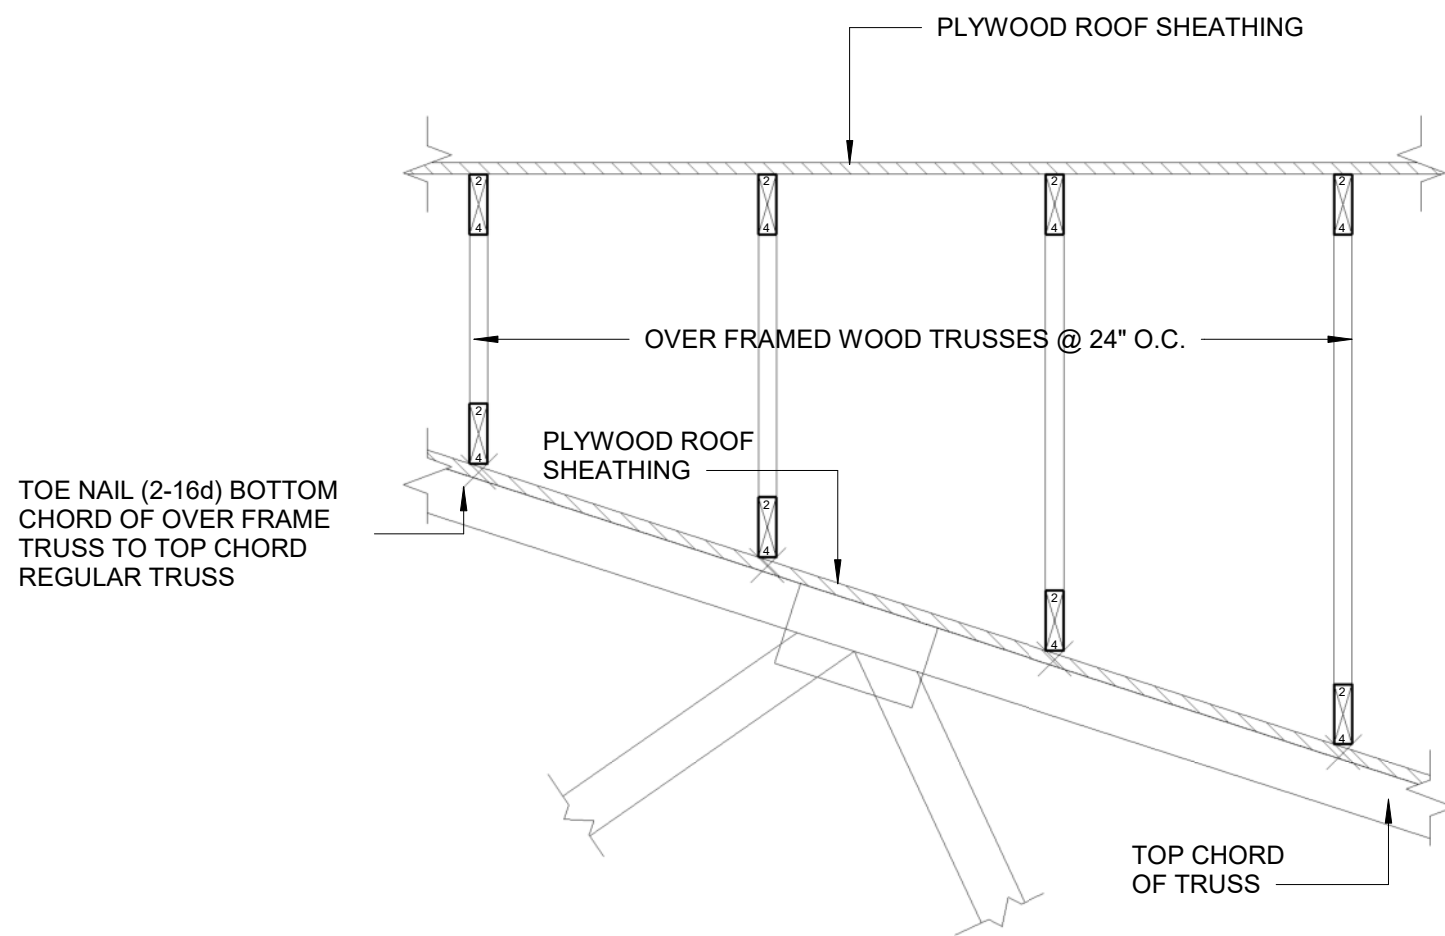 PLYWOOD ROOF SHEATHING
2
4
2
4
2
4
2
4
OVER FRAMED WOOD TRUSSES @ 24" O.C.
2
4
PLYWOOD ROOF
SHEATHING
TOE NAIL (2-16d) BOTTOM
CHORD OF OVER FRAME
TRUSS TO TOP CHORD
REGULAR TRUSS
2
4
2
4
2
4
TOP CHORD
OF TRUSS